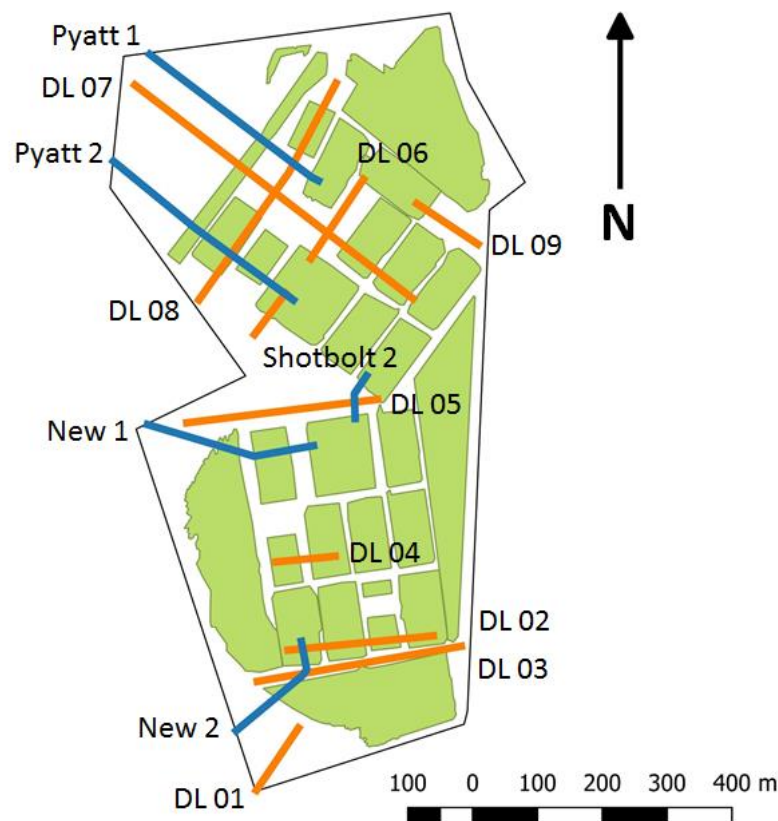 Pyatt 1
DL 07
Pyatt 2
DL 06
N
DL 09
DL 08
Shotbolt 2
DL 05
New 1
DL 04
DL 02
DL 03
New 2
DL 01
100 0 100 200 300 400 m